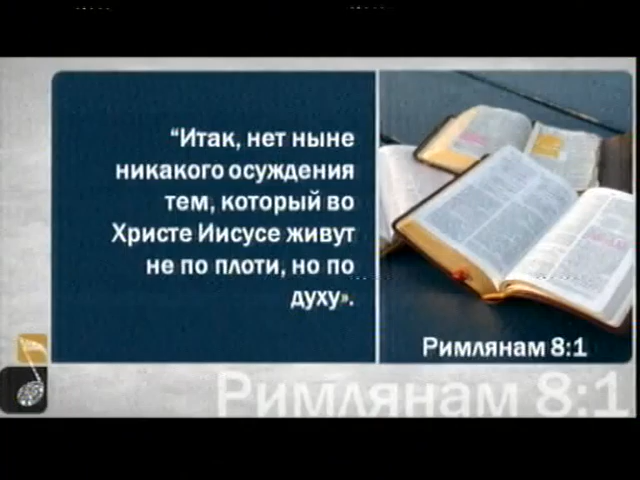 “Итак, нет ныне
никакого осуждения
тем, который во
Христе Иисусе живут
не по плоти, но по
духу».
Римлянам 8:1
Римлянам 8:1